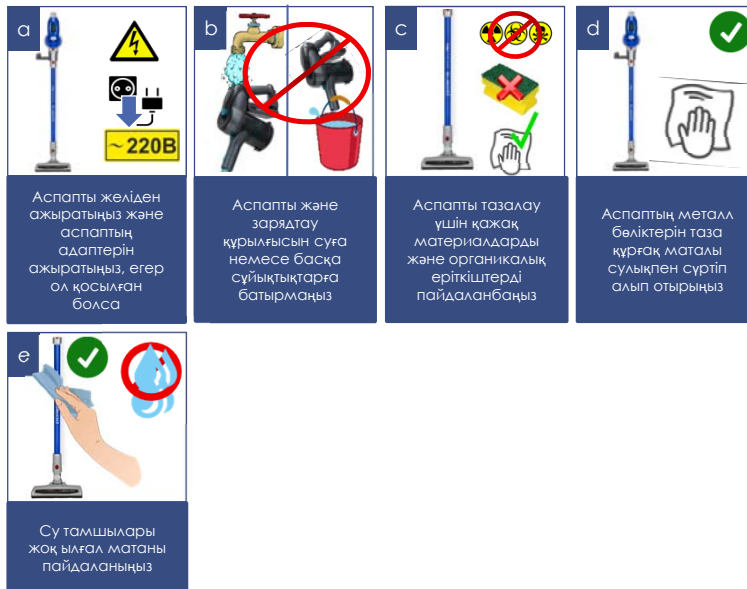 a
~220В
Аспапты желіден
ажыратыңыз және
аспаптың
адаптерін
ажыратыңыз, егер
ол қосылған
болса
b
Аспапты және
зарядтау
құрылғысын суға
немесе басқа
сұйықтықтарға
батырмаңыз
c
Аспапты тазалау
үшін қажақ
материалдарды
және органикалық
еріткіштерді
пайдаланбаңыз
d
Аспаптың металл
бөліктерін таза
құрғақ маталы
сулықпен сүртіп
алып отырыңыз
e
Су тамшылары
жоқ ылғал матаны
пайдаланыңыз